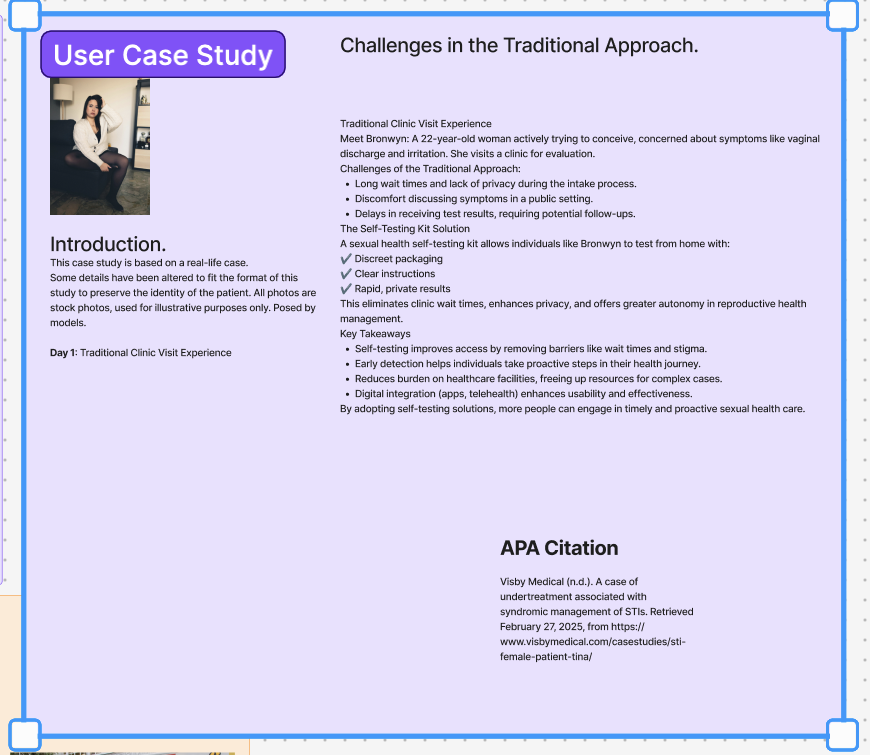 User Case Study
Introduction.
This case study is based on a real-life case.
Some details have been altered to fit the format of this
study to preserve the identity of the patient. All photos are
stock photos, used for illustrative purposes only. Posed by
models.
Day 1: Traditional Clinic Visit Experience
Challenges in the Traditional Approach.
Traditional Clinic Visit Experience
Meet Bronwyn: A 22-year-old woman actively trying to conceive, concerned about symptoms like vaginal
discharge and irritation. She visits a clinic for evaluation.
Challenges of the Traditional Approach:
• Long wait times and lack of privacy during the intake process.
• Discomfort discussing symptoms in a public setting.
• Delays in receiving test results, requiring potential follow-ups.
The Self-Testing Kit Solution
A sexual health self-testing kit allows individuals like Bronwyn to test from home with:
✔ Discreet packaging
✔ Clear instructions
✔ Rapid, private results
This eliminates clinic wait times, enhances privacy, and offers greater autonomy in reproductive health
management.
Key Takeaways
• Self-testing improves access by removing barriers like wait times and stigma.
• Early detection helps individuals take proactive steps in their health journey.
• Reduces burden on healthcare facilities, freeing up resources for complex cases.
• Digital integration (apps, telehealth) enhances usability and effectiveness.
By adopting self-testing solutions, more people can engage in timely and proactive sexual health care.
APA Citation
Visby Medical (n.d.). A case of
undertreatment associated with
syndromic management of STIs. Retrieved
February 27, 2025, from https://
www.visbymedical.com/casestudies/sti-
female-patient-tina/